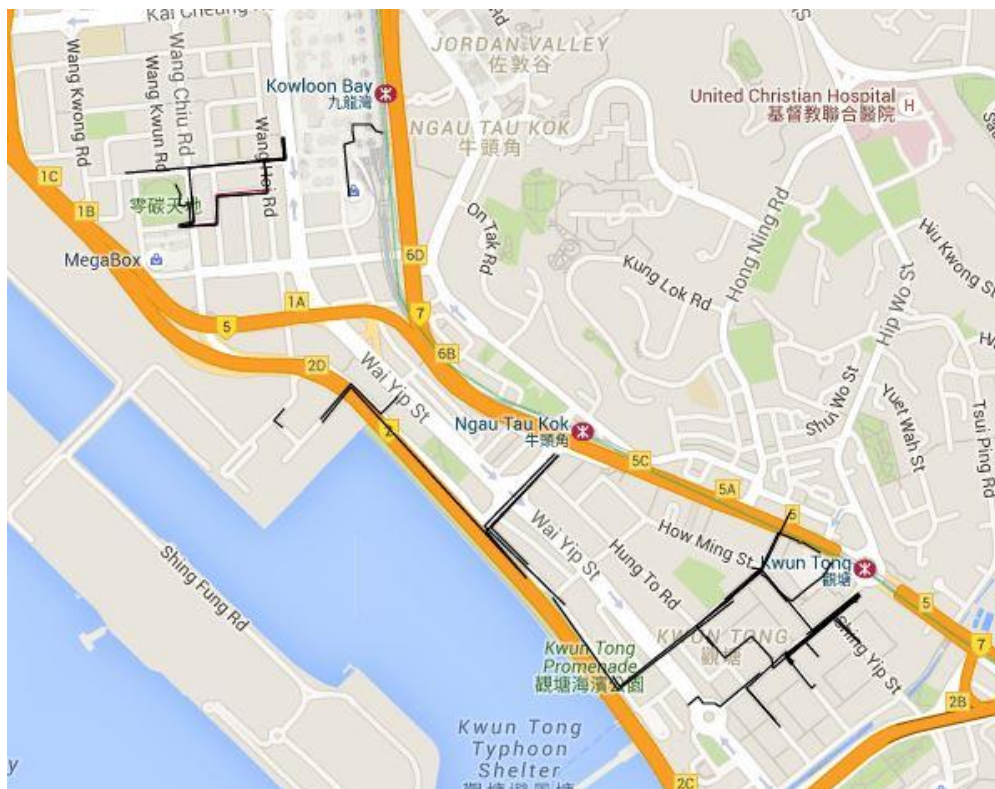 Kai Cheung Rd
Wang Kwong Rd
Wang Kwun Rd
Wang Chiu Rd
Wang Hoi Rd
Kowloon Bay
九龍灣
JORDAN VALLEY
佐敦谷
NGAU TAU KOK
牛頭角
United Christian Hospital
基督教聯合醫院
H
1C
1B
零碳天地
MegaBox
1A
5
6D
7
6B
2D
2
On Tak Rd
Kung Lok Rd
Hong Ning Rd
Hip Wo St
Hiu Kwong St
Shui Wo St
Yuet Wah St
Tsui Ping Rd
Wai Yip St
Ngau Tau Kok
牛頭角
5C
5A
How Ming St
Hung To Rd
Wai Yip St
Kwun Tong
觀塘
5
7
2B
Shing Yip St
KWUN TONG
觀塘
Kwun Tong
Promenade
觀塘海濱公園
Shing Fung Rd
Kwun Tong
Typhoon
Shelter
2C
y